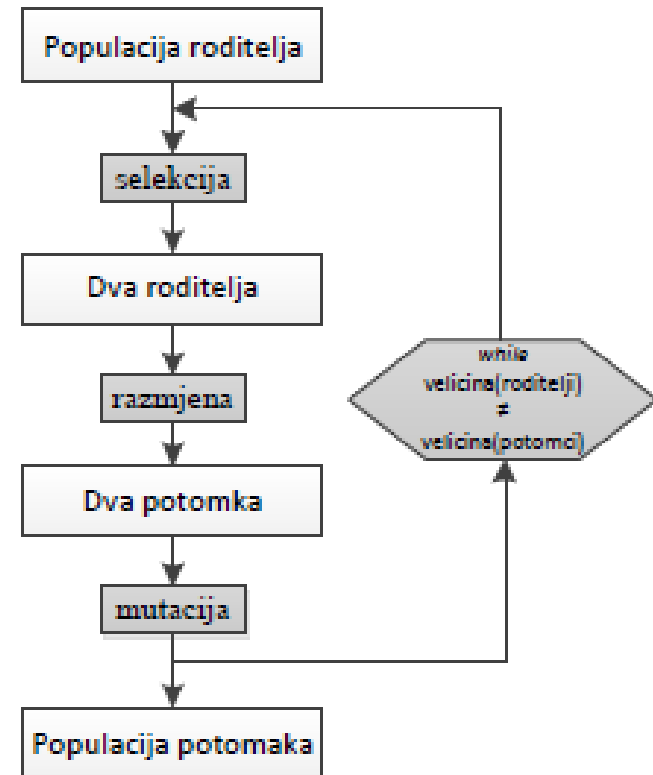 Populacija roditelja
selekcija
Dva roditelja
razmjena
Dva potomka
mutacija
Populacija potomaka
while
velicina(roditelji)
≠
velicina(potomci)